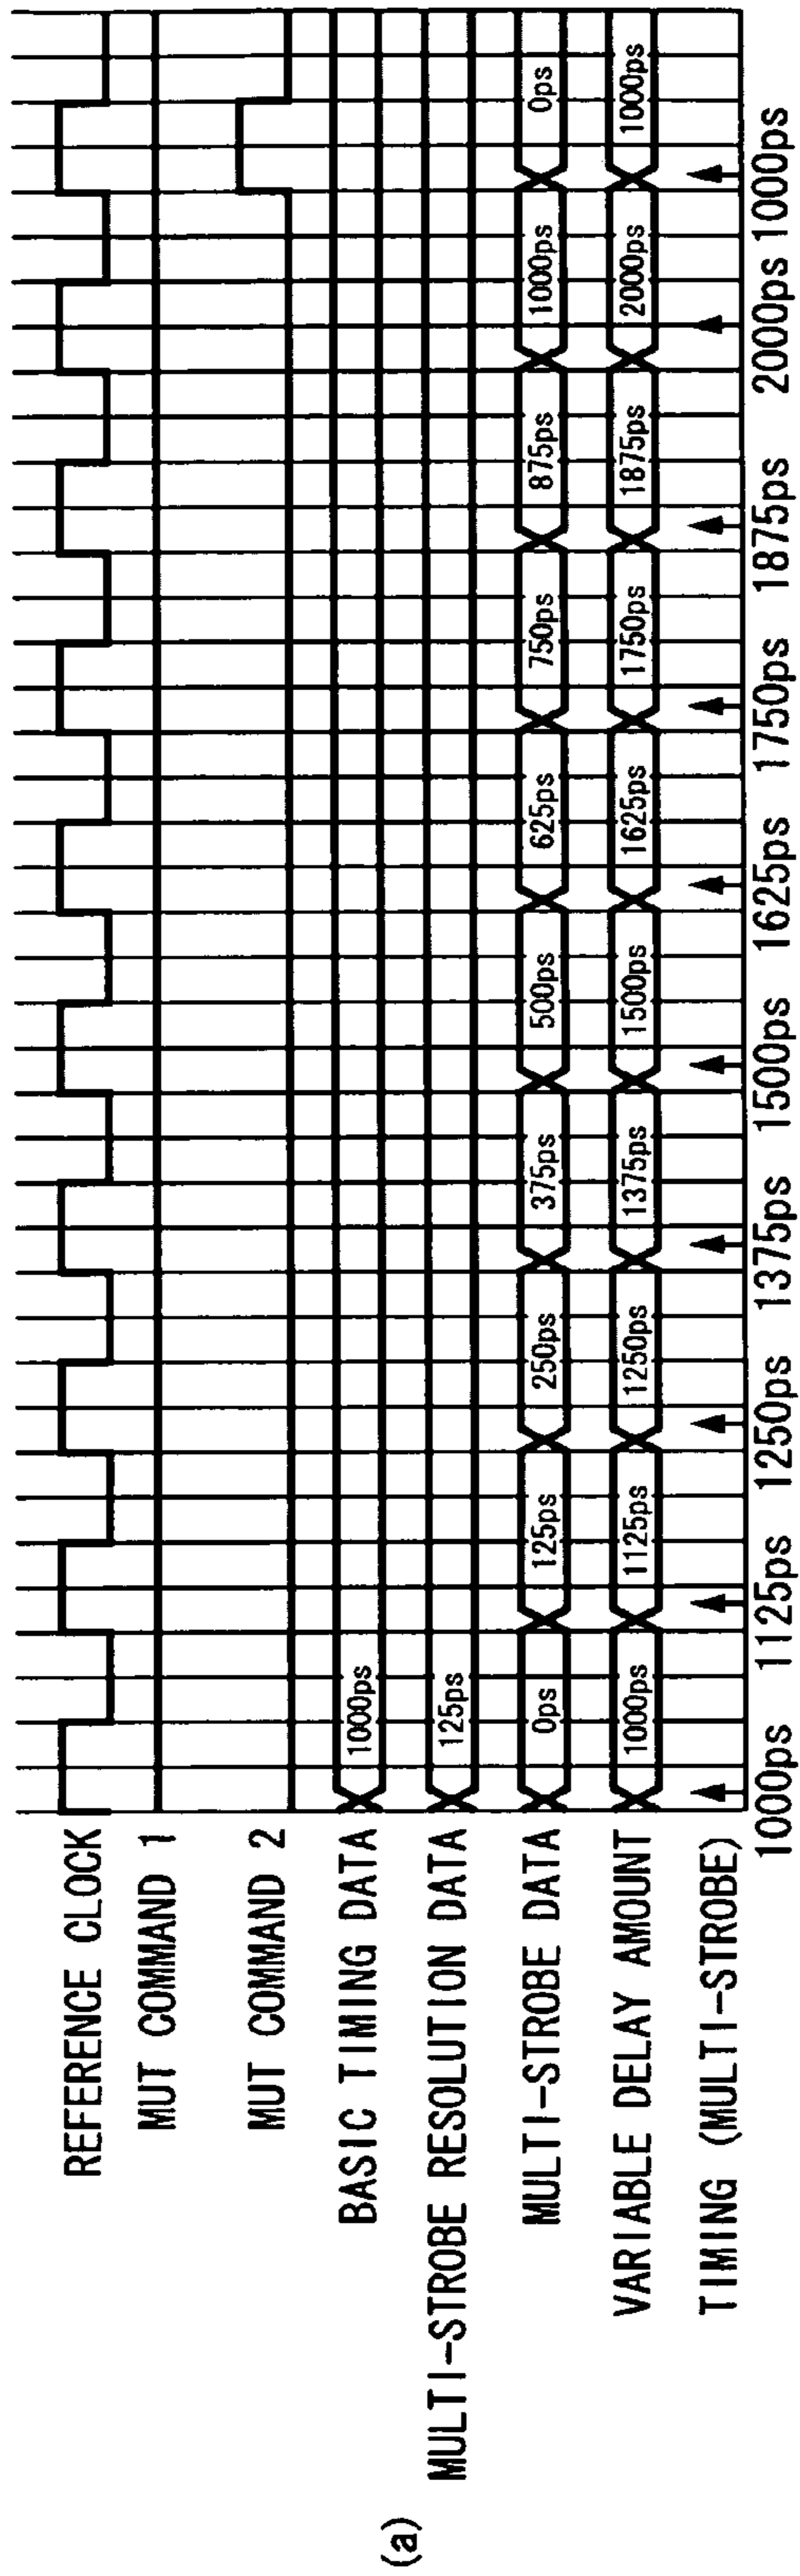 (a)
REFERENCE CLOCK
MUT COMMAND 1
MUT COMMAND 2
BASIC TIMING DATA 1000ps
MULTI-STROBE RESOLUTION DATA 125ps
MULTI-STROBE DATA 0ps 125ps 250ps 375ps 500ps 625ps 750ps 875ps 1000ps 0ps
VARIABLE DELAY AMOUNT 1000ps 1125ps 1250ps 1375ps 1500ps 1625ps 1750ps 1875ps 2000ps 1000ps
TIMING (MULTI-STROBE)
1000ps 1125ps 1250ps 1375ps 1500ps 1625ps 1750ps 1875ps 2000ps 1000ps